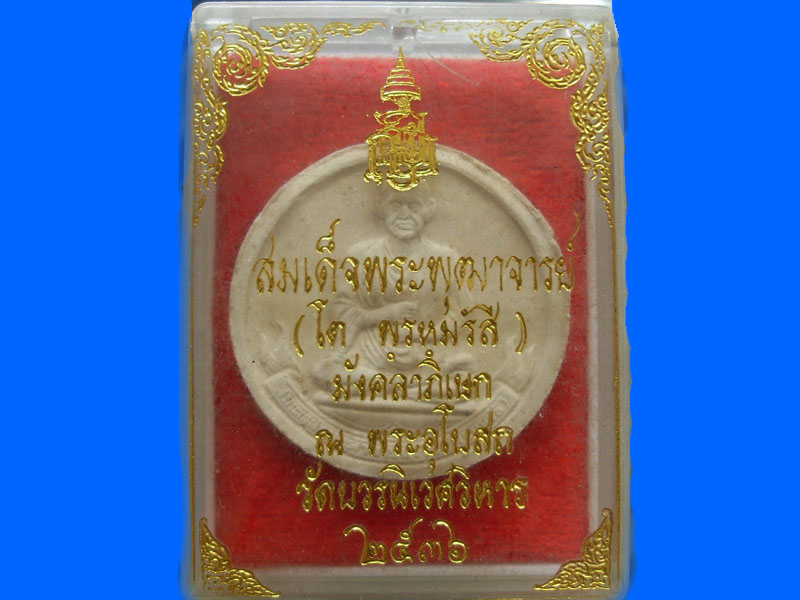 สมเด็จพระพุฒาจารย์
(โต พรหมรังสี)
มังคลาภิเษก
ณ พระอุโบสถ
วัดบวรนิเวศวิหาร
๒๕๓๖